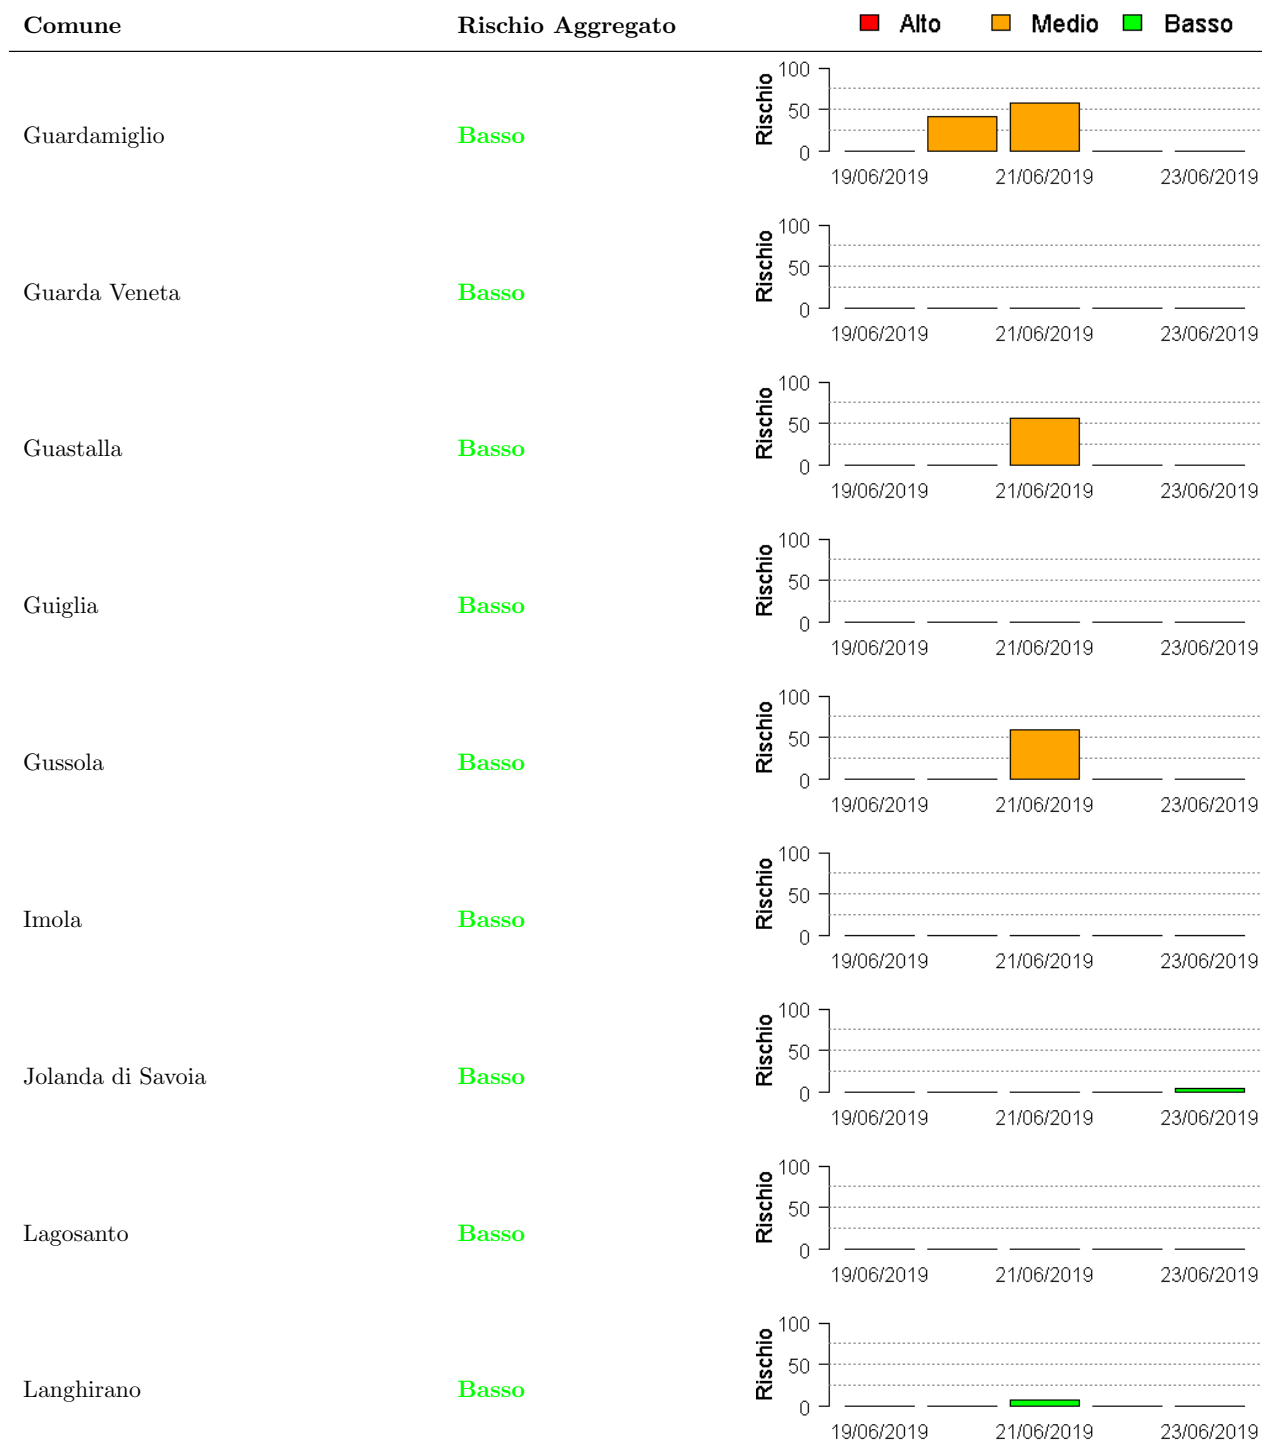 Comune Rischio Aggregato Alto Medio Basso
100
50
0
Rischio
Guardamiglio Basso
19/06/2019 21/06/2019 23/06/2019
100
50
0
Rischio
Guarda Veneta Basso
19/06/2019 21/06/2019 23/06/2019
100
50
0
Rischio
Guastalla Basso
19/06/2019 21/06/2019 23/06/2019
100
50
0
Rischio
Guiglia Basso
19/06/2019 21/06/2019 23/06/2019
100
50
0
Rischio
Gussola Basso
19/06/2019 21/06/2019 23/06/2019
100
50
0
Rischio
Imola Basso
19/06/2019 21/06/2019 23/06/2019
100
50
0
Rischio
Jolanda di Savoia Basso
19/06/2019 21/06/2019 23/06/2019
100
50
0
Rischio
Lagosanto Basso
19/06/2019 21/06/2019 23/06/2019
100
50
0
Rischio
Langhirano Basso
19/06/2019 21/06/2019 23/06/2019